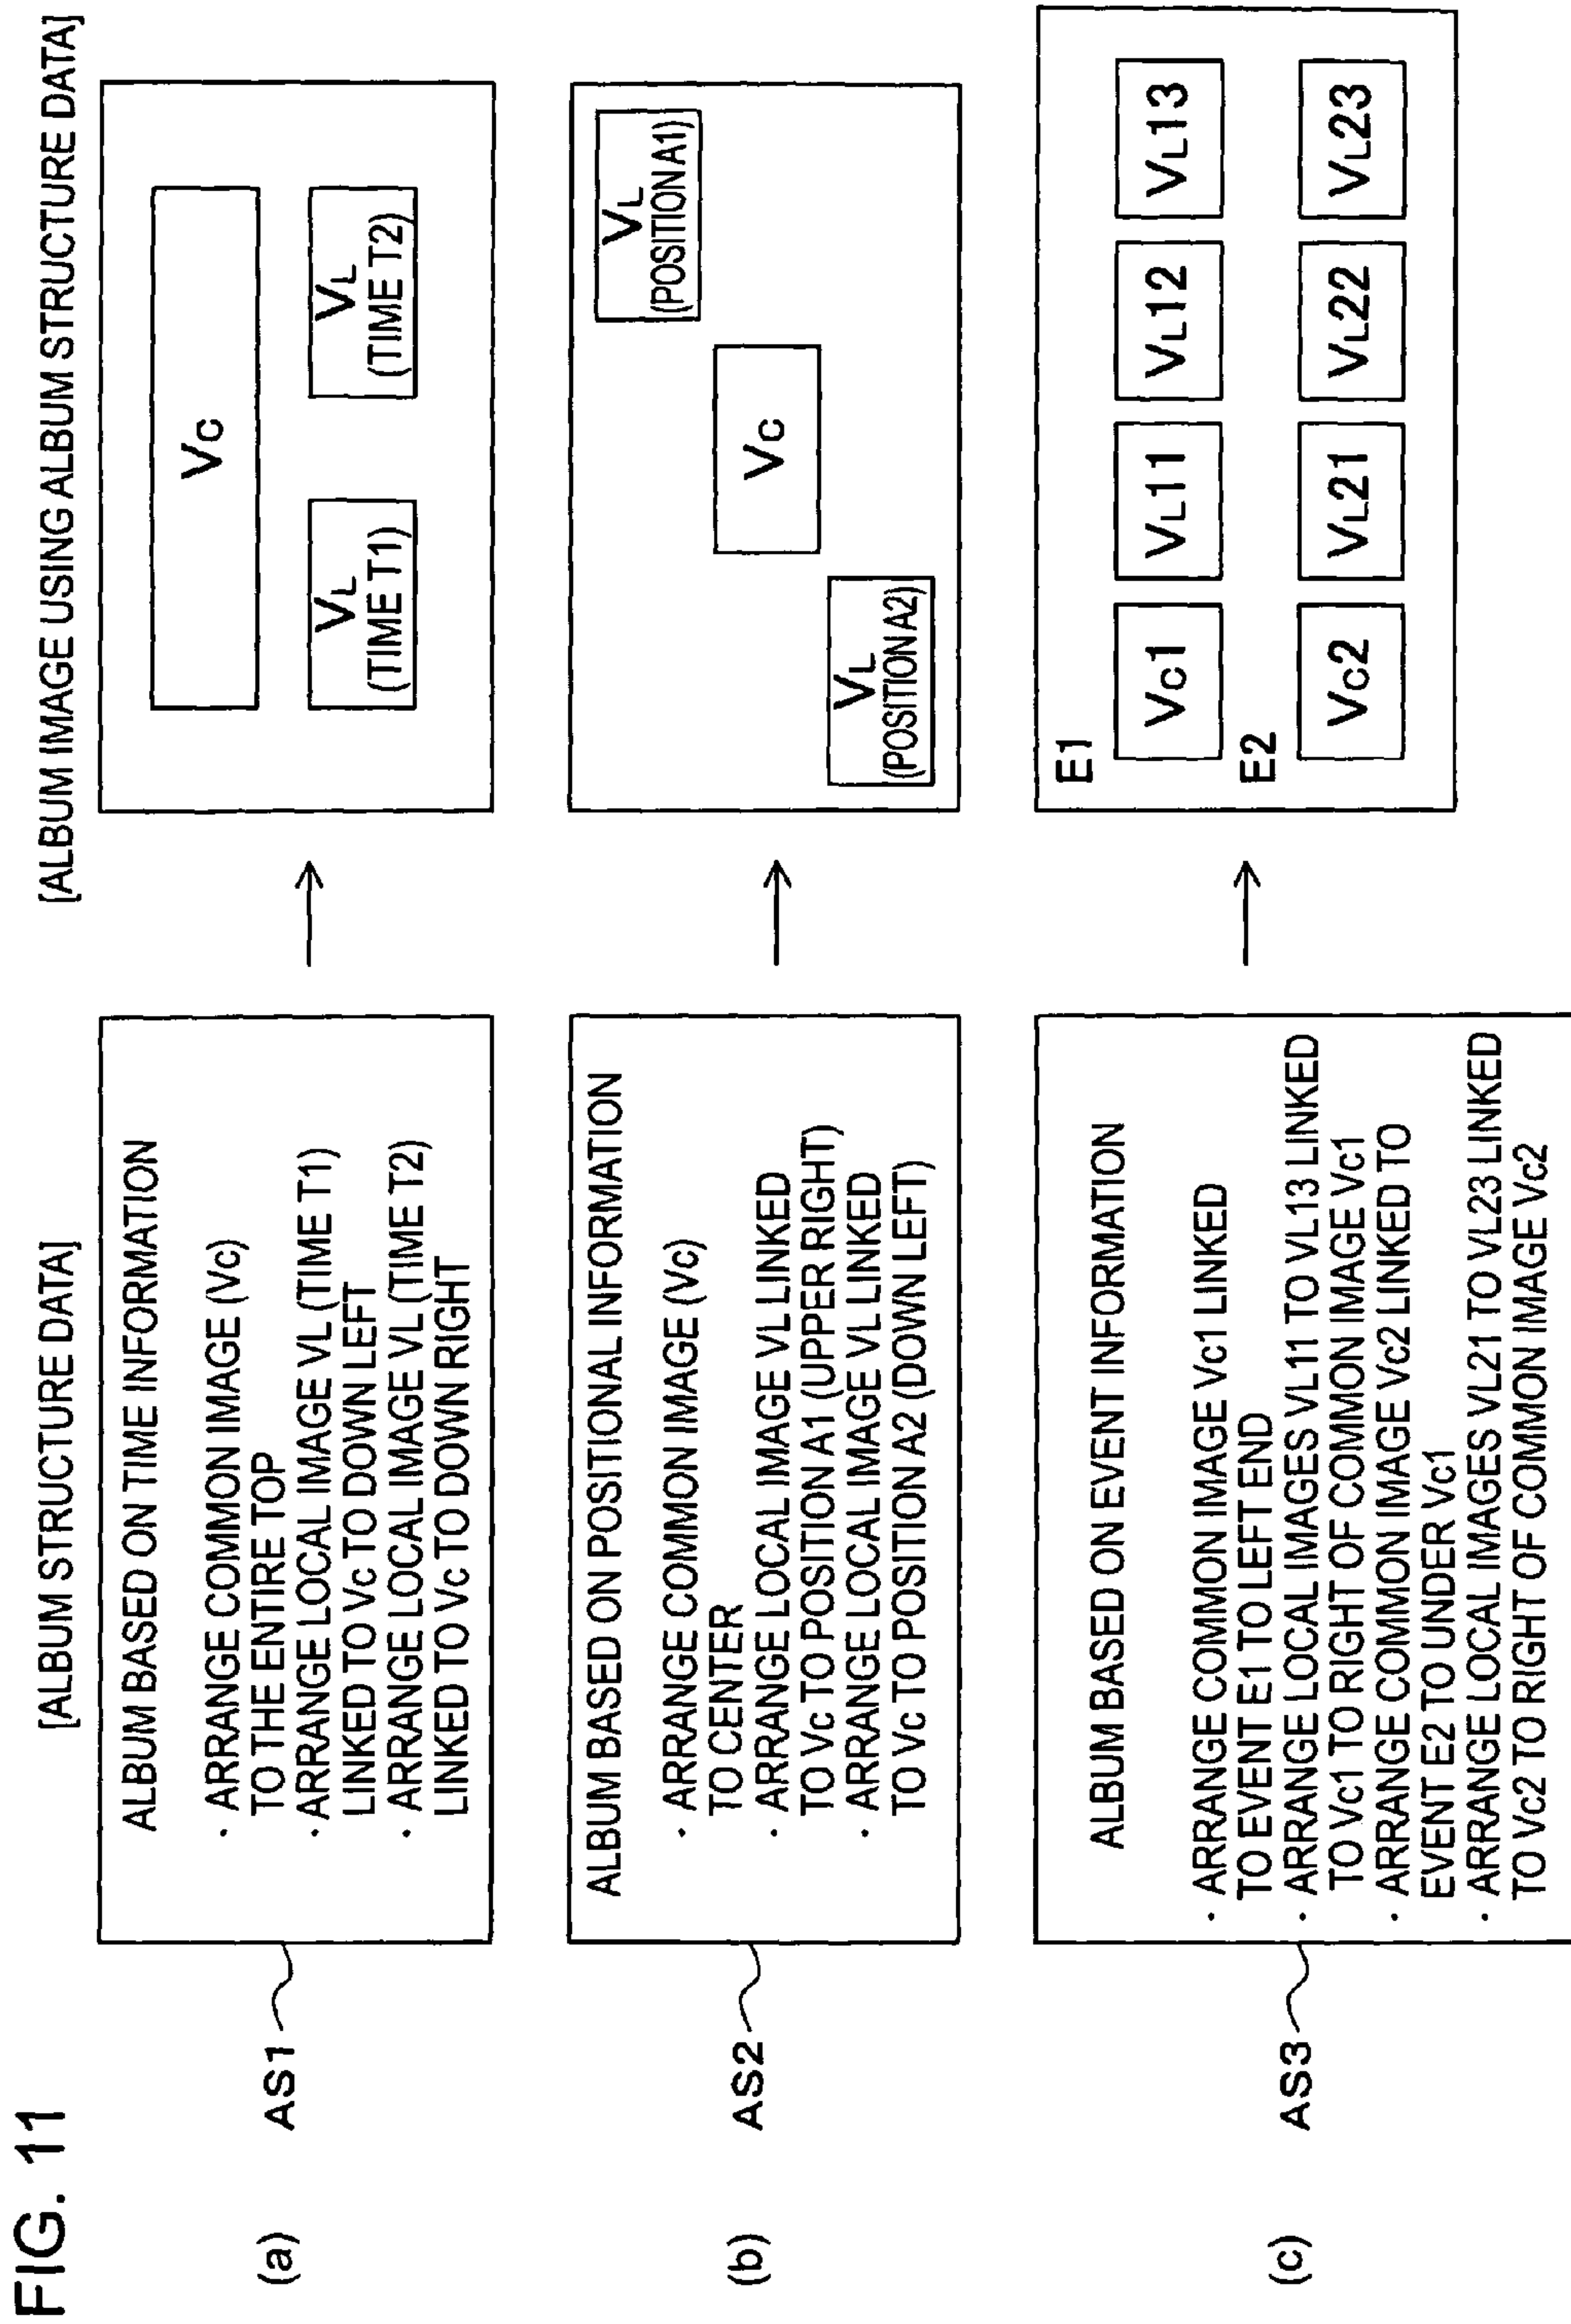 FIG. 11
[ALBUM STRUCTURE DATA]
[ALBUM IMAGE USING ALBUM STRUCTURE DATA]
(a)
AS1
ALBUM BASED ON TIME INFORMATION
· ARRANGE COMMON IMAGE (Vc)
TO THE ENTIRE TOP
· ARRANGE LOCAL IMAGE VL (TIME T1)
LINKED TO Vc TO DOWN LEFT
· ARRANGE LOCAL IMAGE VL (TIME T2)
LINKED TO Vc TO DOWN RIGHT
Vc
VL
(TIME T1)
VL
(TIME T2)
(b)
AS2
ALBUM BASED ON POSITIONAL INFORMATION
· ARRANGE COMMON IMAGE (Vc)
TO CENTER
· ARRANGE LOCAL IMAGE VL LINKED
TO Vc TO POSITION A1 (UPPER RIGHT)
· ARRANGE LOCAL IMAGE VL LINKED
TO Vc TO POSITION A2 (DOWN LEFT)
VL
(POSITION A1)
Vc
VL
(POSITION A2)
(c)
AS3
ALBUM BASED ON EVENT INFORMATION
· ARRANGE COMMON IMAGE Vc1 LINKED
TO EVENT E1 TO LEFT END
· ARRANGE LOCAL IMAGES VL11 TO VL13 LINKED
TO Vc1 TO RIGHT OF COMMON IMAGE Vc1
· ARRANGE COMMON IMAGE Vc2 LINKED TO
EVENT E2 TO UNDER Vc1
· ARRANGE LOCAL IMAGES VL21 TO VL23 LINKED
TO Vc2 TO RIGHT OF COMMON IMAGE Vc2
E1
Vc1 VL11 VL12 VL13
E2
Vc2 VL21 VL22 VL23